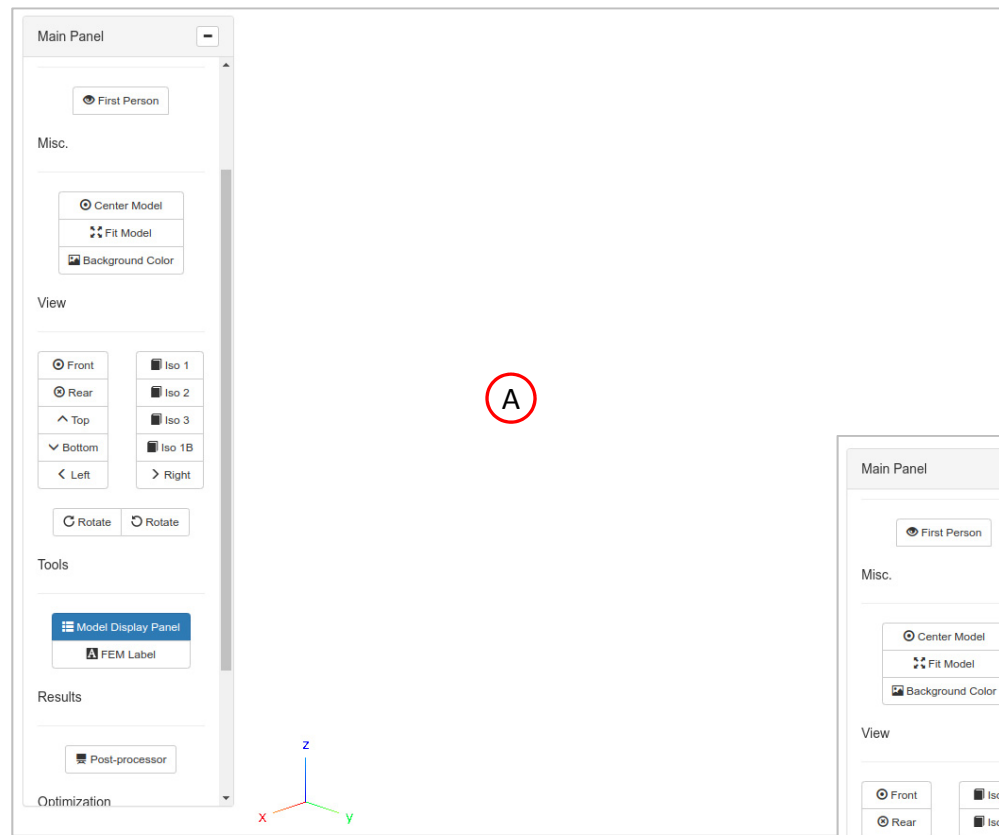 Main Panel
First Person
Misc.
Center Model
Fit Model
Background Color
View
Front
Iso 1
Rear
Iso 2
Top
Iso 3
Bottom
Iso 1B
Left
Right
Rotate
Rotate
Tools
Model Display Panel
A FEM Label
Results
Post-processor
Optimization
z
x
y
A
Main Panel
First Person
Misc.
Center Model
Fit Model
Background Color
View
Front
Iso
Rear
Iso